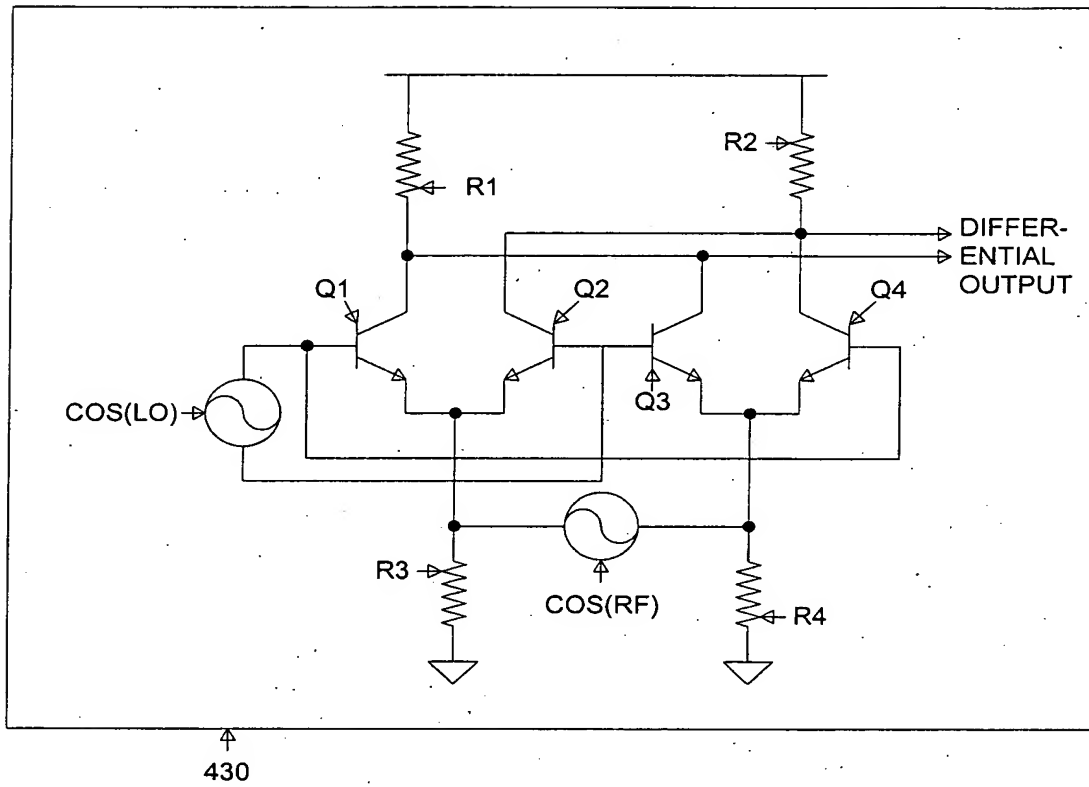 R2
R1
DIFFER-
ENTIAL
OUTPUT
Q1
Q2
Q4
Q3
COS(LO)
R3
COS(RF)
R4
430